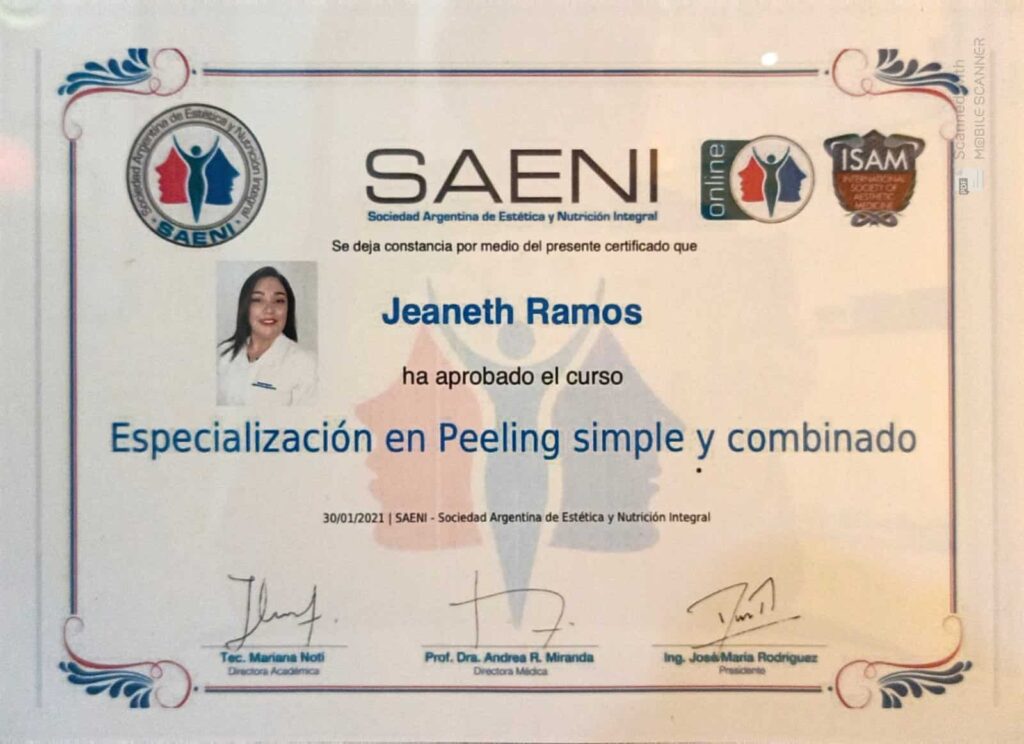 Sociedad Argentina de Estética y Nutrición Integral
SAENI
SAENI
Sociedad Argentina de Estética y Nutrición Integral
online
ISAM
INTERNATIONAL
SOCIETY OF
AESTHETIC
MEDICINE
Scanned with
MOBILE SCANNER
PDF
Se deja constancia por medio del presente certificado que
Jeaneth Ramos
ha aprobado el curso
Especialización en Peeling simple y combinado
30/01/2021 | SAENI - Sociedad Argentina de Estética y Nutrición Integral
Tec. Mariana Noti
Directora Académica
Prof. Dra. Andrea R. Miranda
Directora Médica
Ing. José María Rodriguez
Presidente